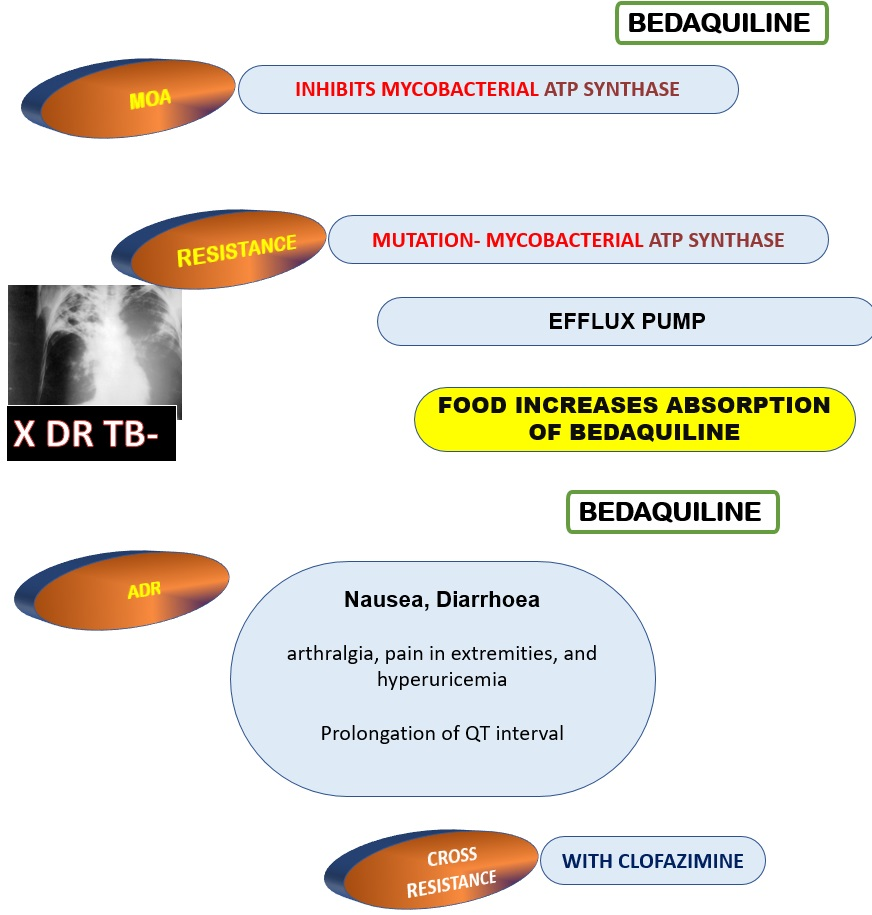 BEDAQUILINE
MOA
INHIBITS MYCOBACTERIAL ATP SYNTHASE
RESISTANCE
MUTATION- MYCOBACTERIAL ATP SYNTHASE
EFFLUX PUMP
X DR TB-
FOOD INCREASES ABSORPTION
OF BEDAQUILINE
BEDAQUILINE
ADR
Nausea, Diarrhoea
arthralgia, pain in extremities, and
hyperuricemia
Prolongation of QT interval
CROSS
RESISTANCE
WITH CLOFAZIMINE